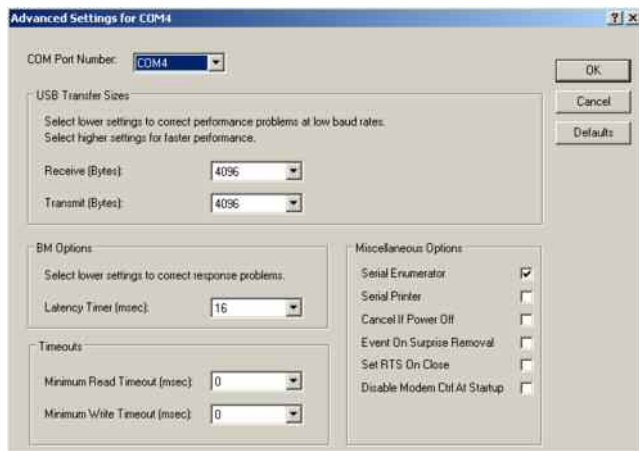 Advanced Settings for COM4
COM Port Number: COM4
OK
Cancel
Defaults
USB Transfer Sizes
Select lower settings to correct performance problems at low baud rates.
Select higher settings for faster performance.
Receive (Bytes): 4096
Transmit (Bytes): 4096
BM Options
Select lower settings to correct response problems.
Latency Timer (msec): 16
Timeouts
Minimum Read Timeout (msec): 0
Minimum Write Timeout (msec): 0
Miscellaneous Options
Serial Enumerator
Serial Printer
Cancel If Power Off
Event On Surprise Removal
Set RTS On Close
Disable Modem Ctrl At Startup